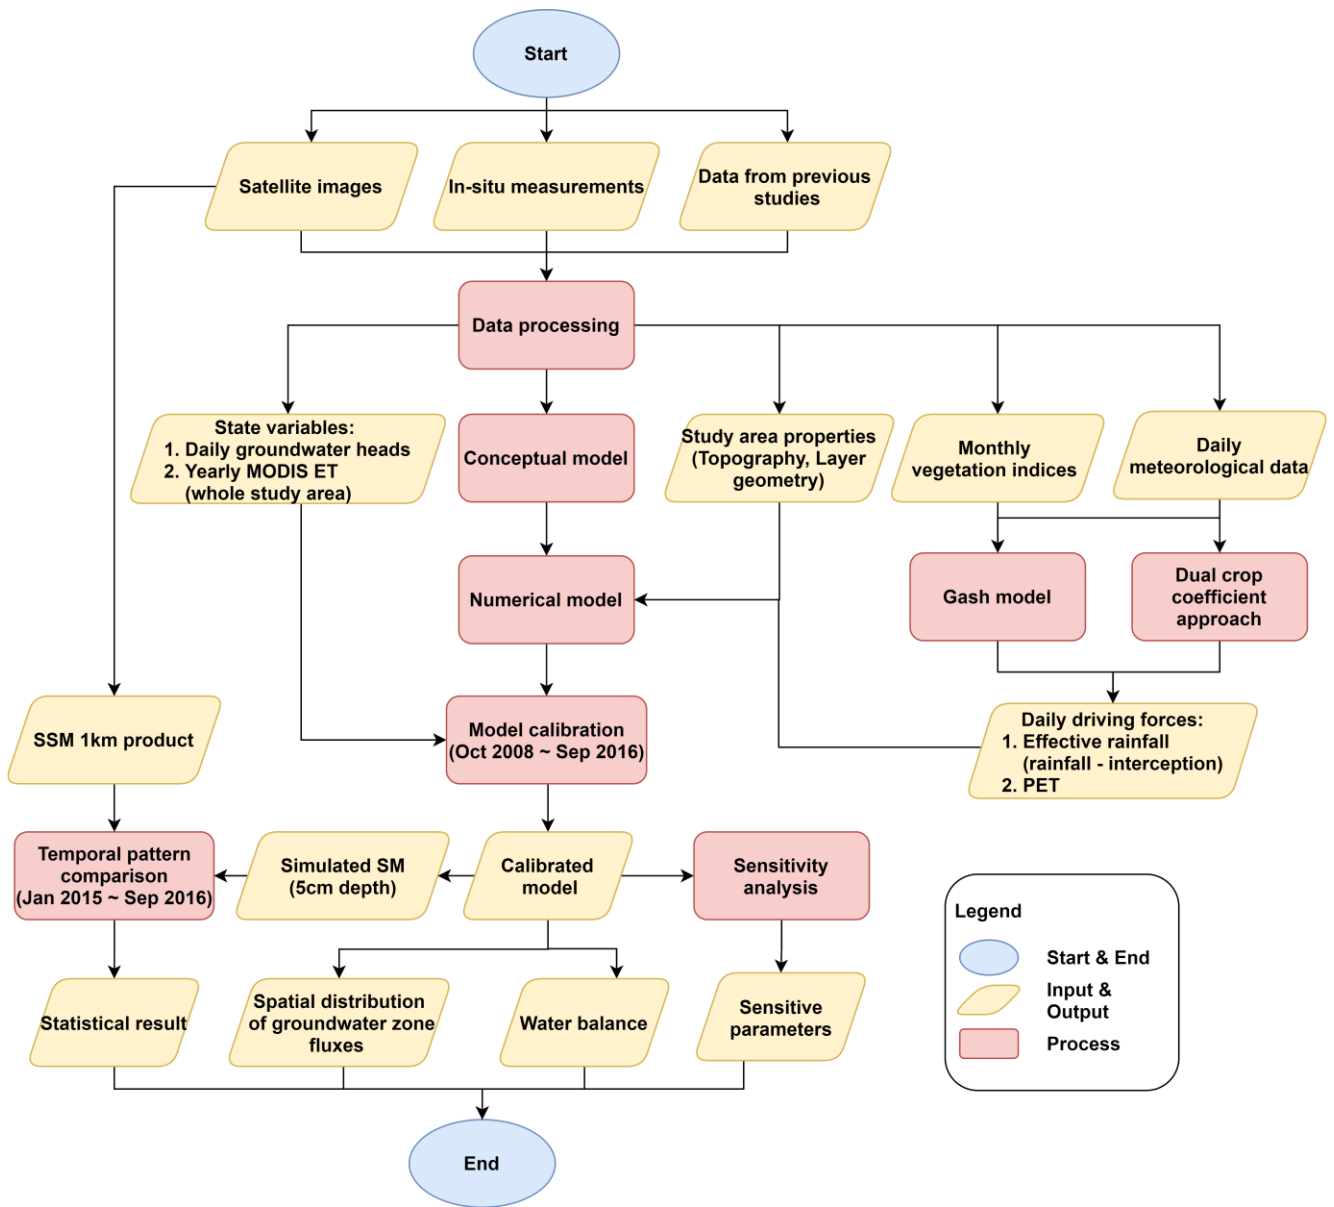 Start
Satellite images
In-situ measurements
Data from previous
studies
Data processing
State variables:
1. Daily groundwater heads
2. Yearly MODIS ET
(whole study area)
Conceptual model
Study area properties
(Topography, Layer
geometry)
Monthly
vegetation indices
Daily
meteorological data
Numerical model
Gash model
Dual crop
coefficient
approach
SSM 1km product
Model calibration
(Oct 2008 ~ Sep 2016)
Daily driving forces:
1. Effective rainfall
(rainfall - interception)
2. PET
Temporal pattern
comparison
(Jan 2015 ~ Sep 2016)
Simulated SM
(5cm depth)
Calibrated
model
Sensitivity
analysis
Statistical result
Spatial distribution
of groundwater zone
fluxes
Water balance
Sensitive
parameters
Legend
Start & End
Input &
Output
Process
End